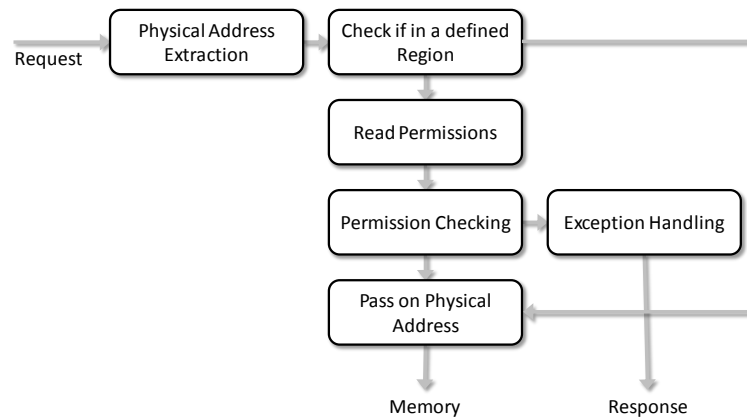 Request
Physical Address
Extraction
Check if in a defined
Region
Read Permissions
Permission Checking
Exception Handling
Pass on Physical
Address
Memory
Response